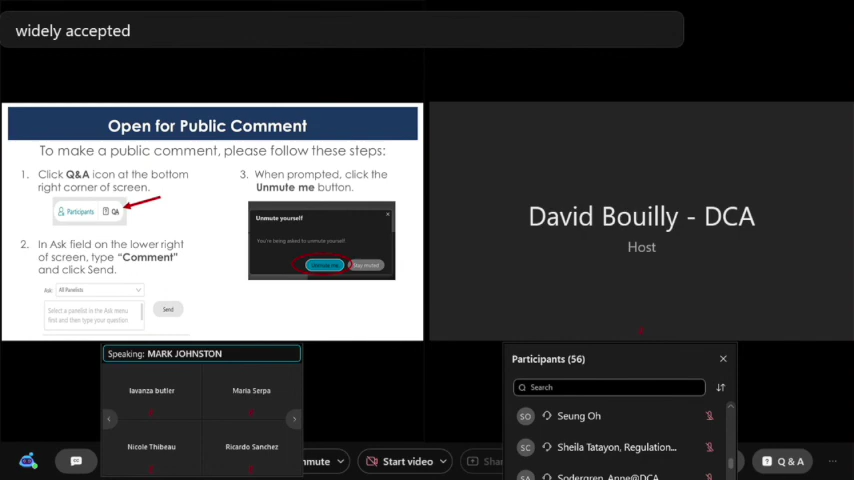 widely accepted
Open for Public Comment
To make a public comment, please follow these steps:
1. Click Q&A icon at the bottom
right corner of screen.
Participants
QA
2. In Ask field on the lower right
of screen, type "Comment"
and click Send.
Ask:
All Panelists
Select a panelist in the Ask menu
first and then type your question
Send
3. When prompted, click the
Unmute me button.
Unmute yourself
You're being asked to unmute yourself
Unmute me
Stay muted
David Bouilly - DCA
Host
Speaking: MARK JOHNSTON
lavanza butler
Maria Serpa
Nicole Thibeau
Ricardo Sanchez
Participants (56)
Search
SO
Seung Oh
SC
Sheila Tatayon, Regulation...
SA
Sodergren, Anne@DCA
nmute
Start video
Shar
Q & A